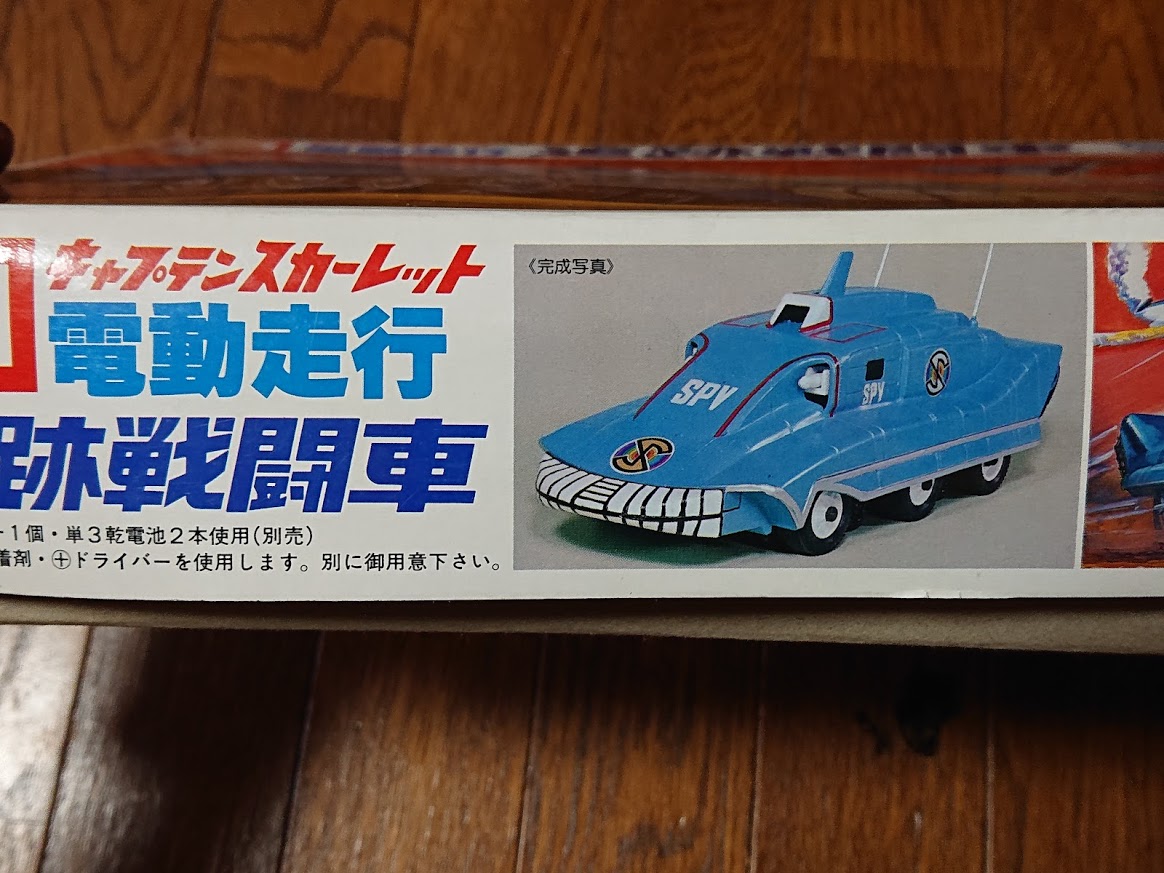 キャプテンスカーレット
電動走行
跡戦闘車
1個・単3乾電池2本使用(別売)
着剤・⊕ドライバーを使用します。別に御用意下さい。
《完成写真》
SPV
SPV